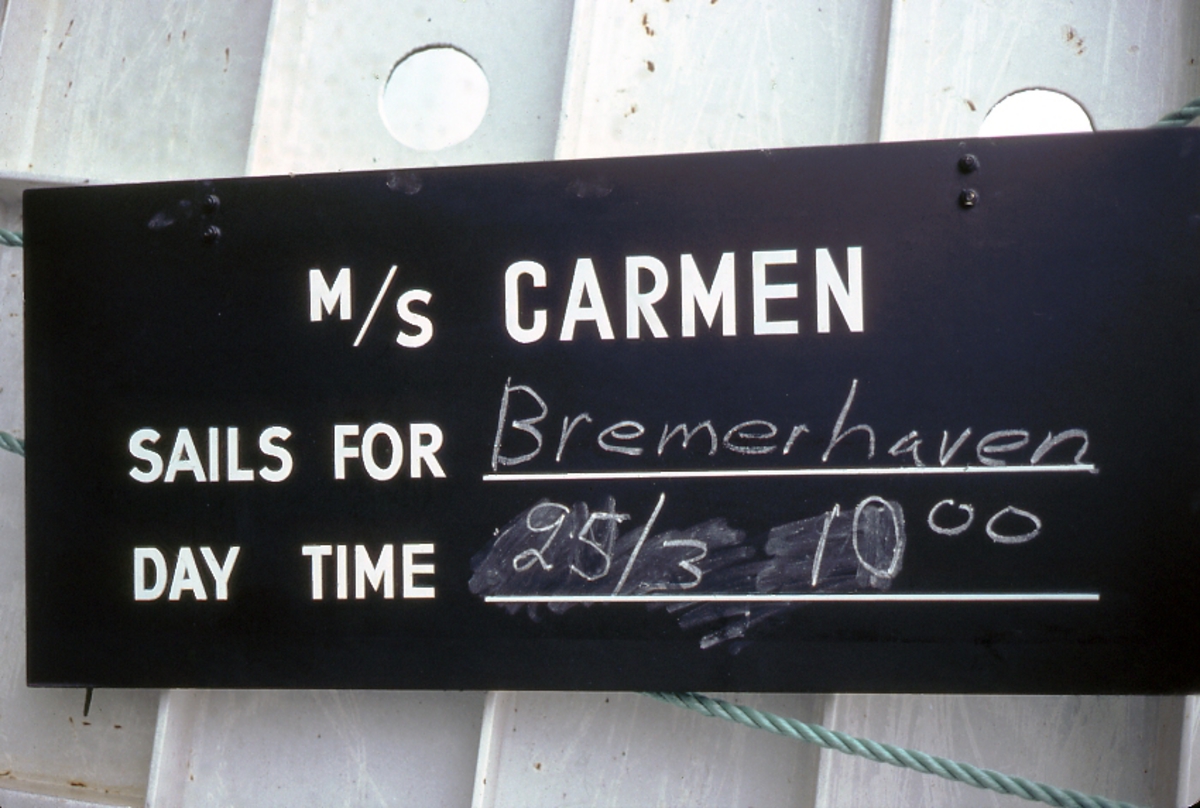 M/S CARMEN
SAILS FOR Bremerhaven
DAY TIME 25/3 10⁰⁰